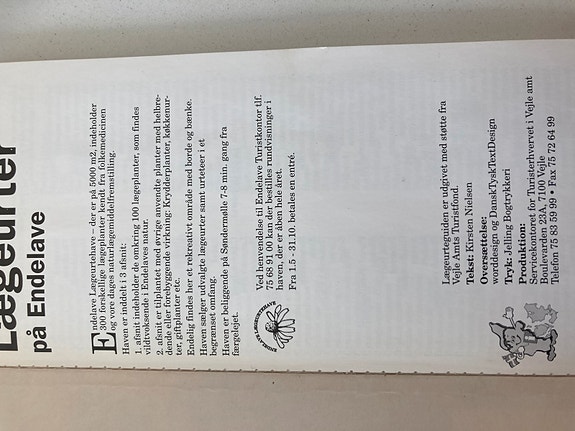 Lægeurter
på Endelave
Endelave Lægeurtehave – der er på 5000 m2, indeholder
300 forskellige lægeplanter kendt fra folkemedicinen
og vore dages naturlægemiddelfremstilling.
Haven er inddelt i 3 afsnit:
1. afsnit indeholder de omkring 100 lægeplanter, som findes
vildtvoksende i Endelaves natur.
2. afsnit er tilplantet med øvrige anvendte planter med helbre-
dende eller forebyggende virkning: Krydderplanter, køkkenur-
ter, giftplanter etc.
Endelig findes her et rekreativt område med borde og bænke.
Haven sælger udvalgte lægeurter samt urteteer i et
begrænset omfang.
Haven er beliggende på Søndermølle 7-8 min. gang fra
færgelejet.
ENDELAVE LÆGEURTEHAVE
Ved henvendelse til Endelave Turistkontor tlf.
75 68 91 00 kan der bestilles rundvisninger i
haven, der er åben hele året.
Fra 1.5 - 31.10. betales en entré.
Lægeurteguiden er udgivet med støtte fra
Vejle Amts Turistfond.
Tekst: Kirsten Nielsen
Oversættelse:
worddesign og DanskTyskTextDesign
Tryk: Jelling Bogtrykkeri
Produktion:
Servicekontoret for Turisterhvervet i Vejle amt
Boulevarden 23A, 7100 Vejle
Telefon 75 83 59 99 • Fax 75 72 64 99